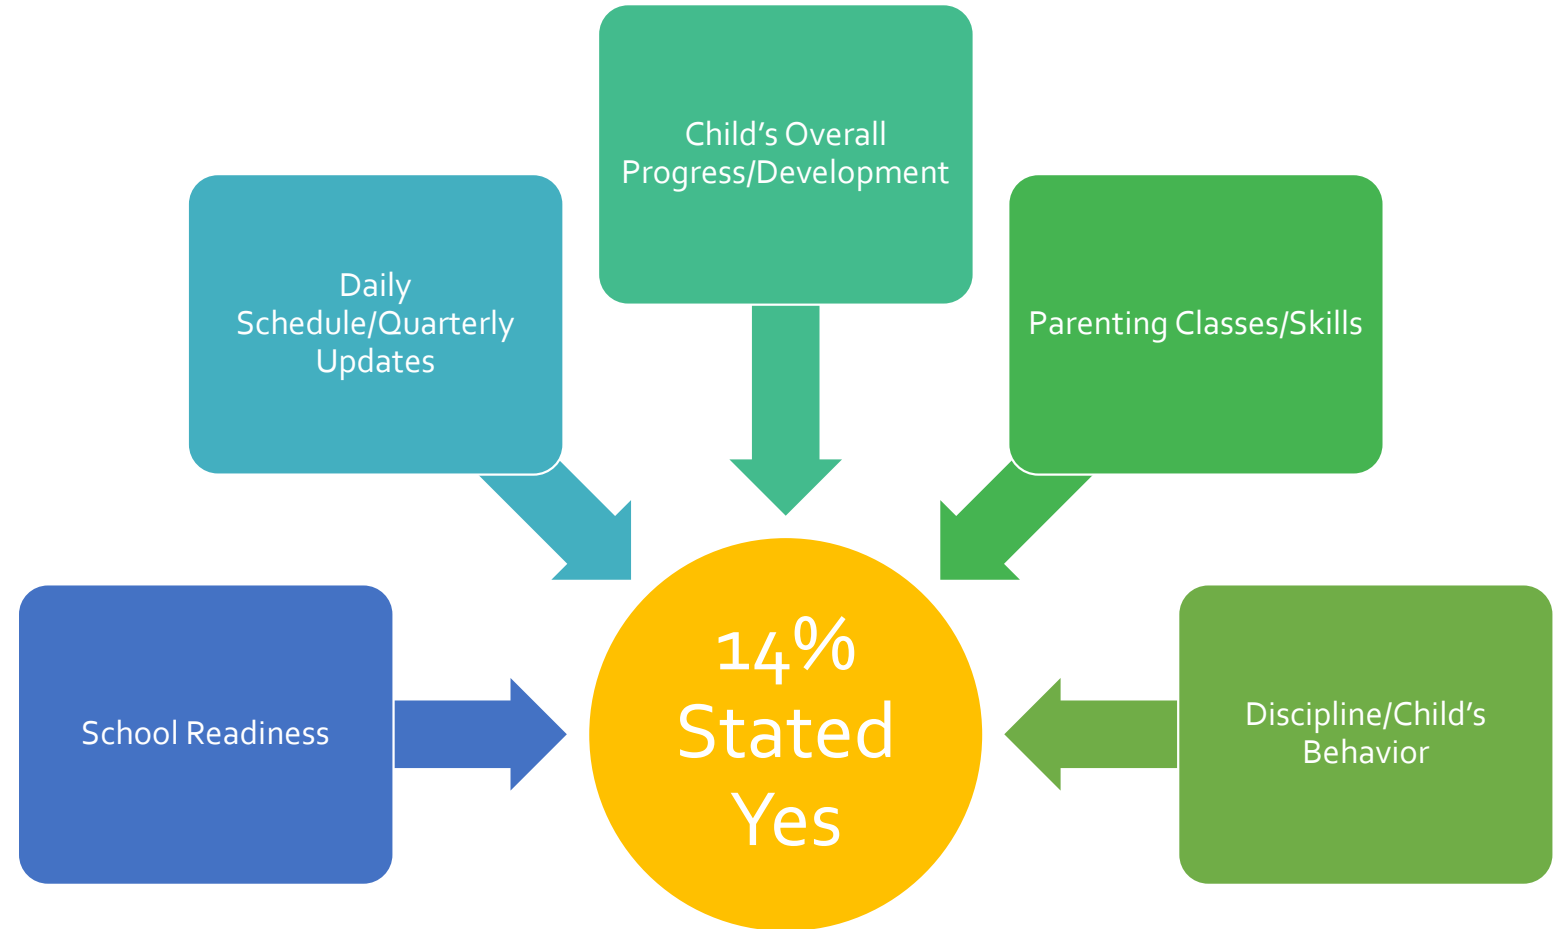 Child’s Overall
Progress/Development
Daily
Schedule/Quarterly
Updates
Parenting Classes/Skills
School Readiness
14%
Stated
Yes
Discipline/Child’s
Behavior